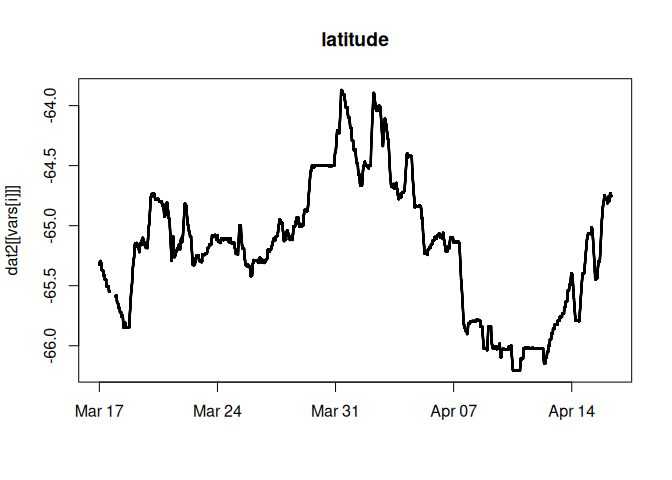 latitude
dat2[[vars[i]]]
-64.0
-64.5
-65.0
-65.5
-66.0
Mar 17
Mar 24
Mar 31
Apr 07
Apr 14